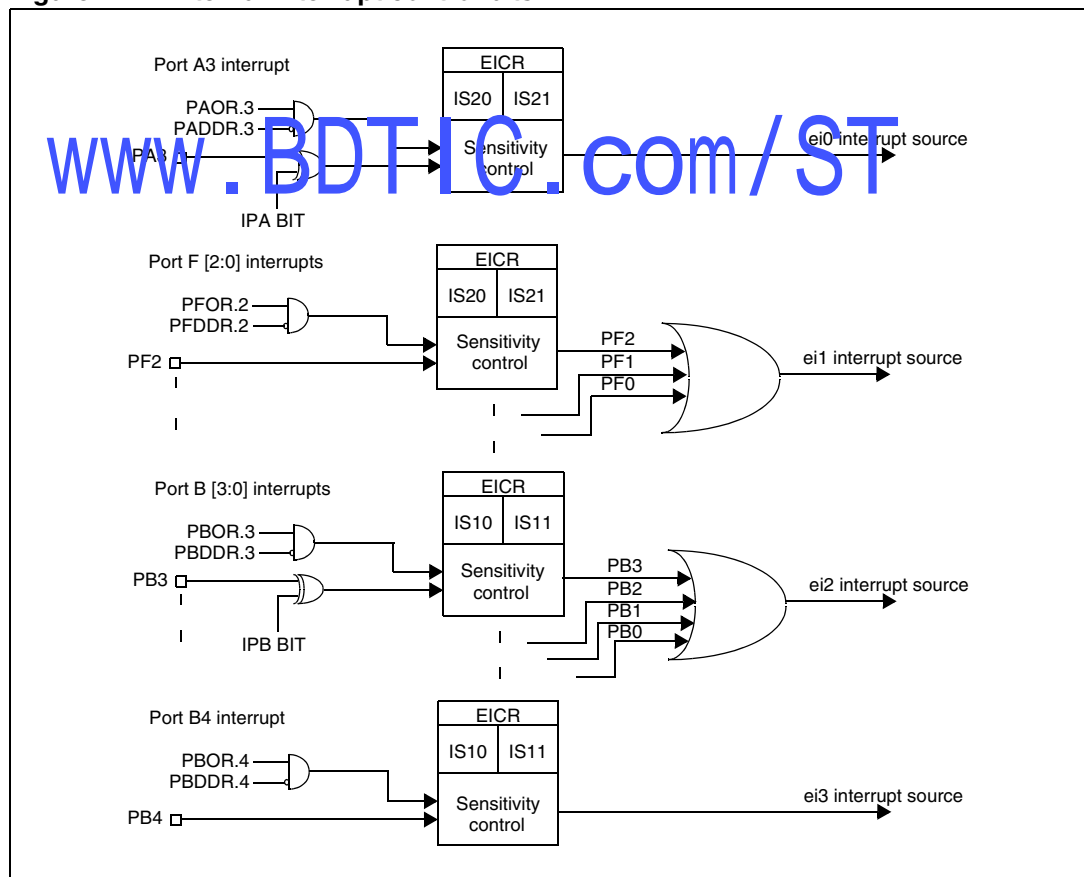 Port A3 interrupt
EICR
IS20 IS21
PAOR.3
PADDR.3
PA3
Sensitivity
control
ei0 interrupt source
IPA BIT
www.BDTIC.com/ST
Port F [2:0] interrupts
EICR
IS20 IS21
PFOR.2
PFDDR.2
PF2
Sensitivity
control
PF2
PF1
PF0
ei1 interrupt source
Port B [3:0] interrupts
EICR
IS10 IS11
PBOR.3
PBDDR.3
PB3
IPB BIT
Sensitivity
control
PB3
PB2
PB1
PB0
ei2 interrupt source
Port B4 interrupt
EICR
IS10 IS11
PBOR.4
PBDDR.4
PB4
Sensitivity
control
ei3 interrupt source